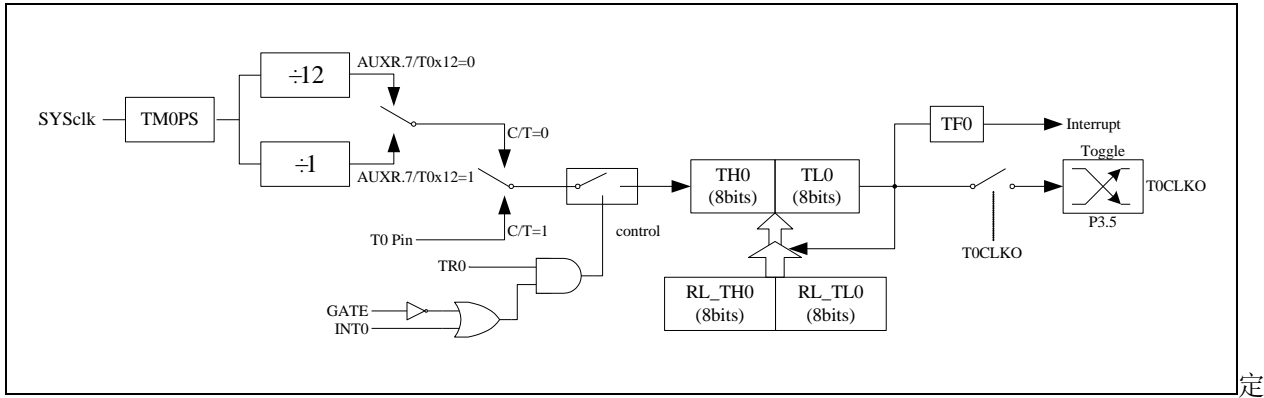 ÷12
AUXR.7/T0x12=0
SYSclk
TM0PS
÷1
AUXR.7/T0x12=1
C/T=0
T0 Pin
C/T=1
control
TR0
GATE
INT0
TH0
(8bits)
TL0
(8bits)
RL_TH0
(8bits)
RL_TL0
(8bits)
TF0
Interrupt
Toggle
T0CLKO
P3.5
T0CLKO
定